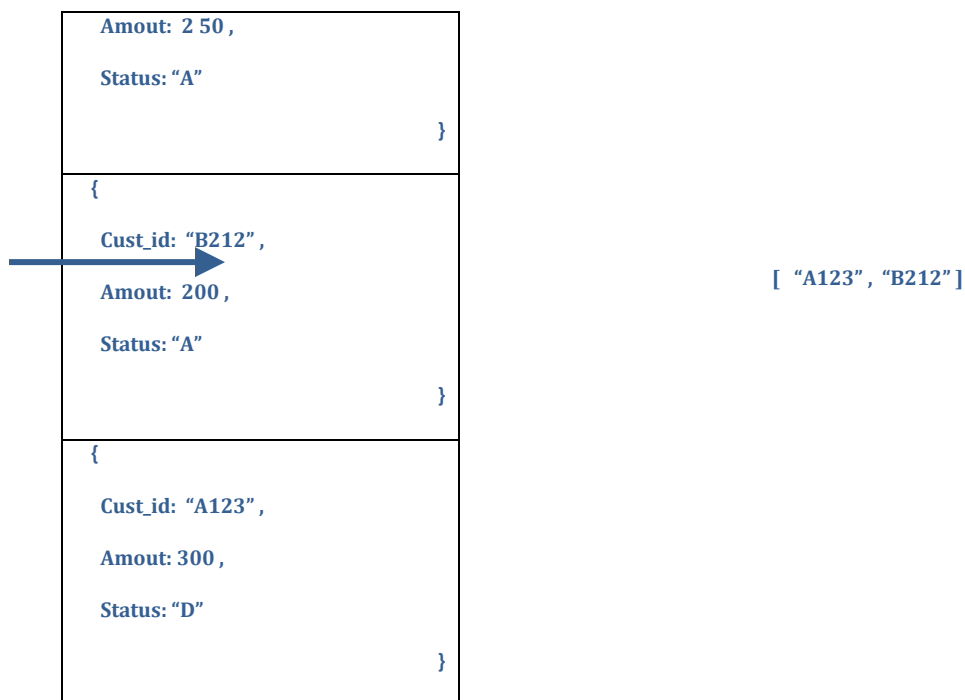 Amout: 2 50 ,
Status: “A”
}
{
Cust_id: “B212” ,
Amout: 200 ,
Status: “A”
}
{
Cust_id: “A123” ,
Amout: 300 ,
Status: “D”
}
[ “A123” , “B212” ]